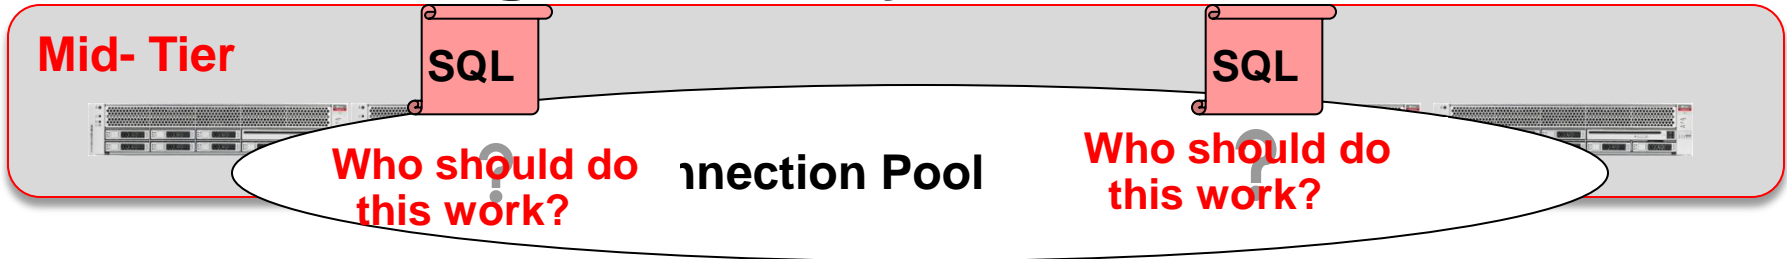 Mid- Tier
SQL
SQL
Who should do
this work?
nnection Pool
Who should do
this work?
?
?